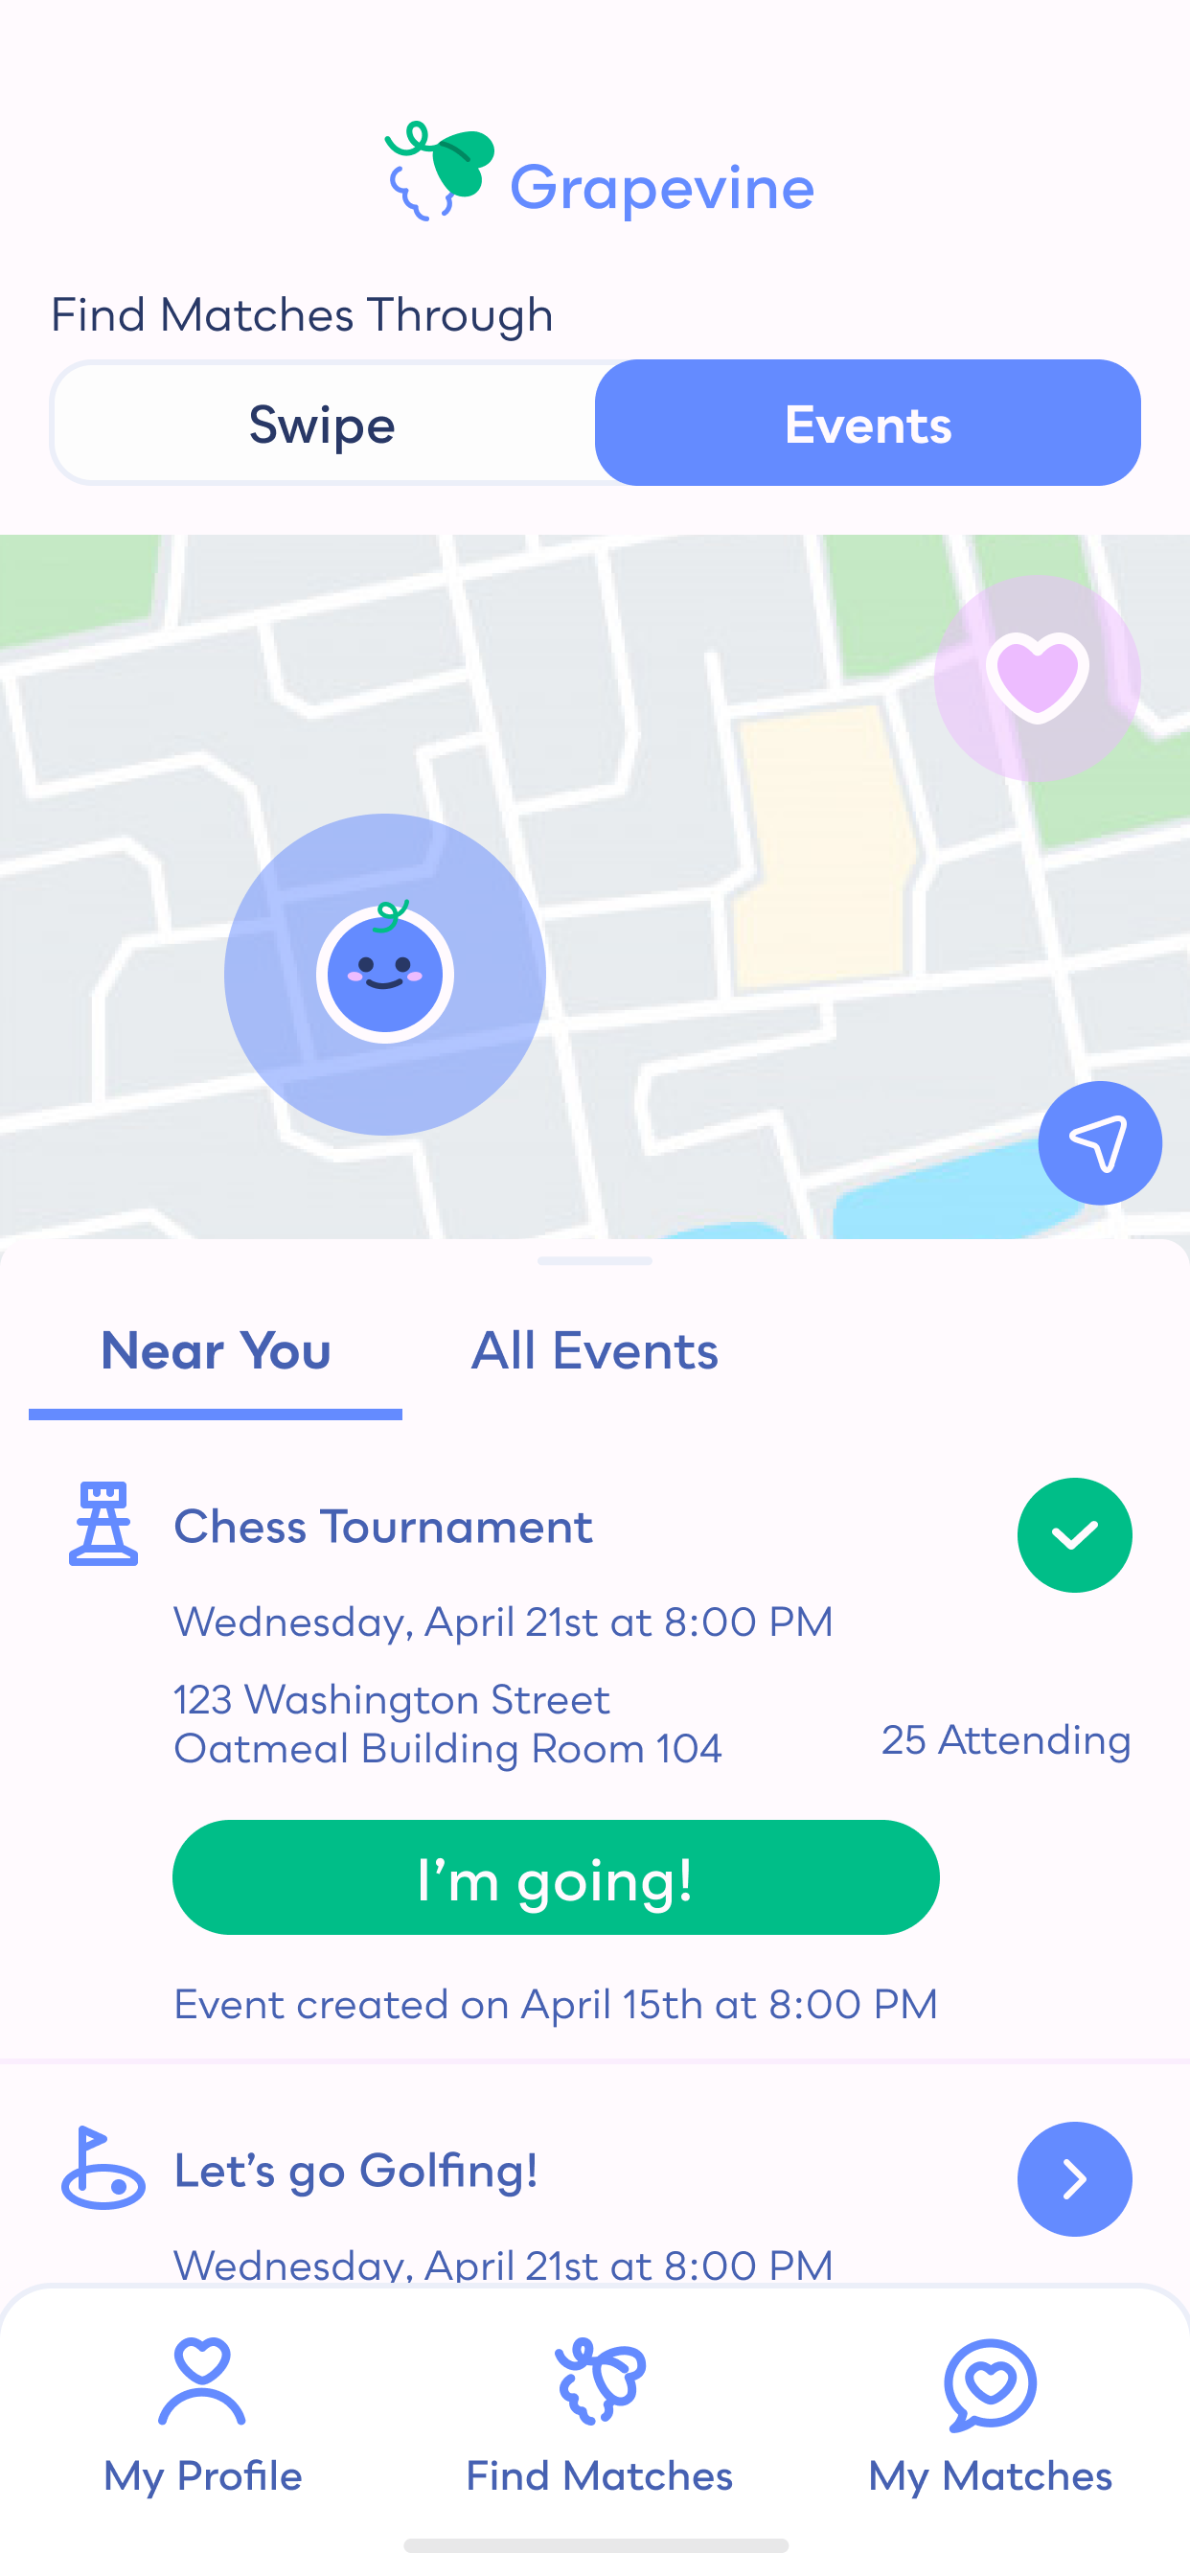 Grapevine
Find Matches Through
Swipe
Events
Near You
All Events
Chess Tournament
Wednesday, April 21st at 8:00 PM
123 Washington Street
Oatmeal Building Room 104
25 Attending
I’m going!
Event created on April 15th at 8:00 PM
Let’s go Golfing!
Wednesday, April 21st at 8:00 PM
My Profile
Find Matches
My Matches